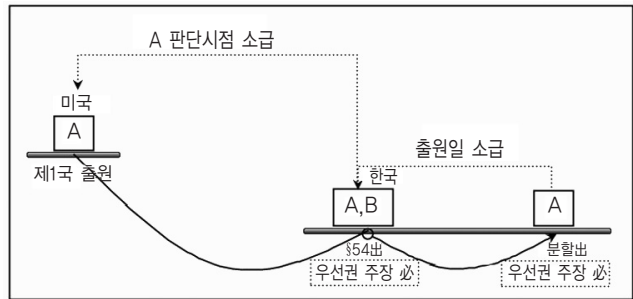 A 판단시점 소급
미국
A
제1국 출원
출원일 소급
한국
A,B
A
§54出
분할出
우선권 주장 必
우선권 주장 必